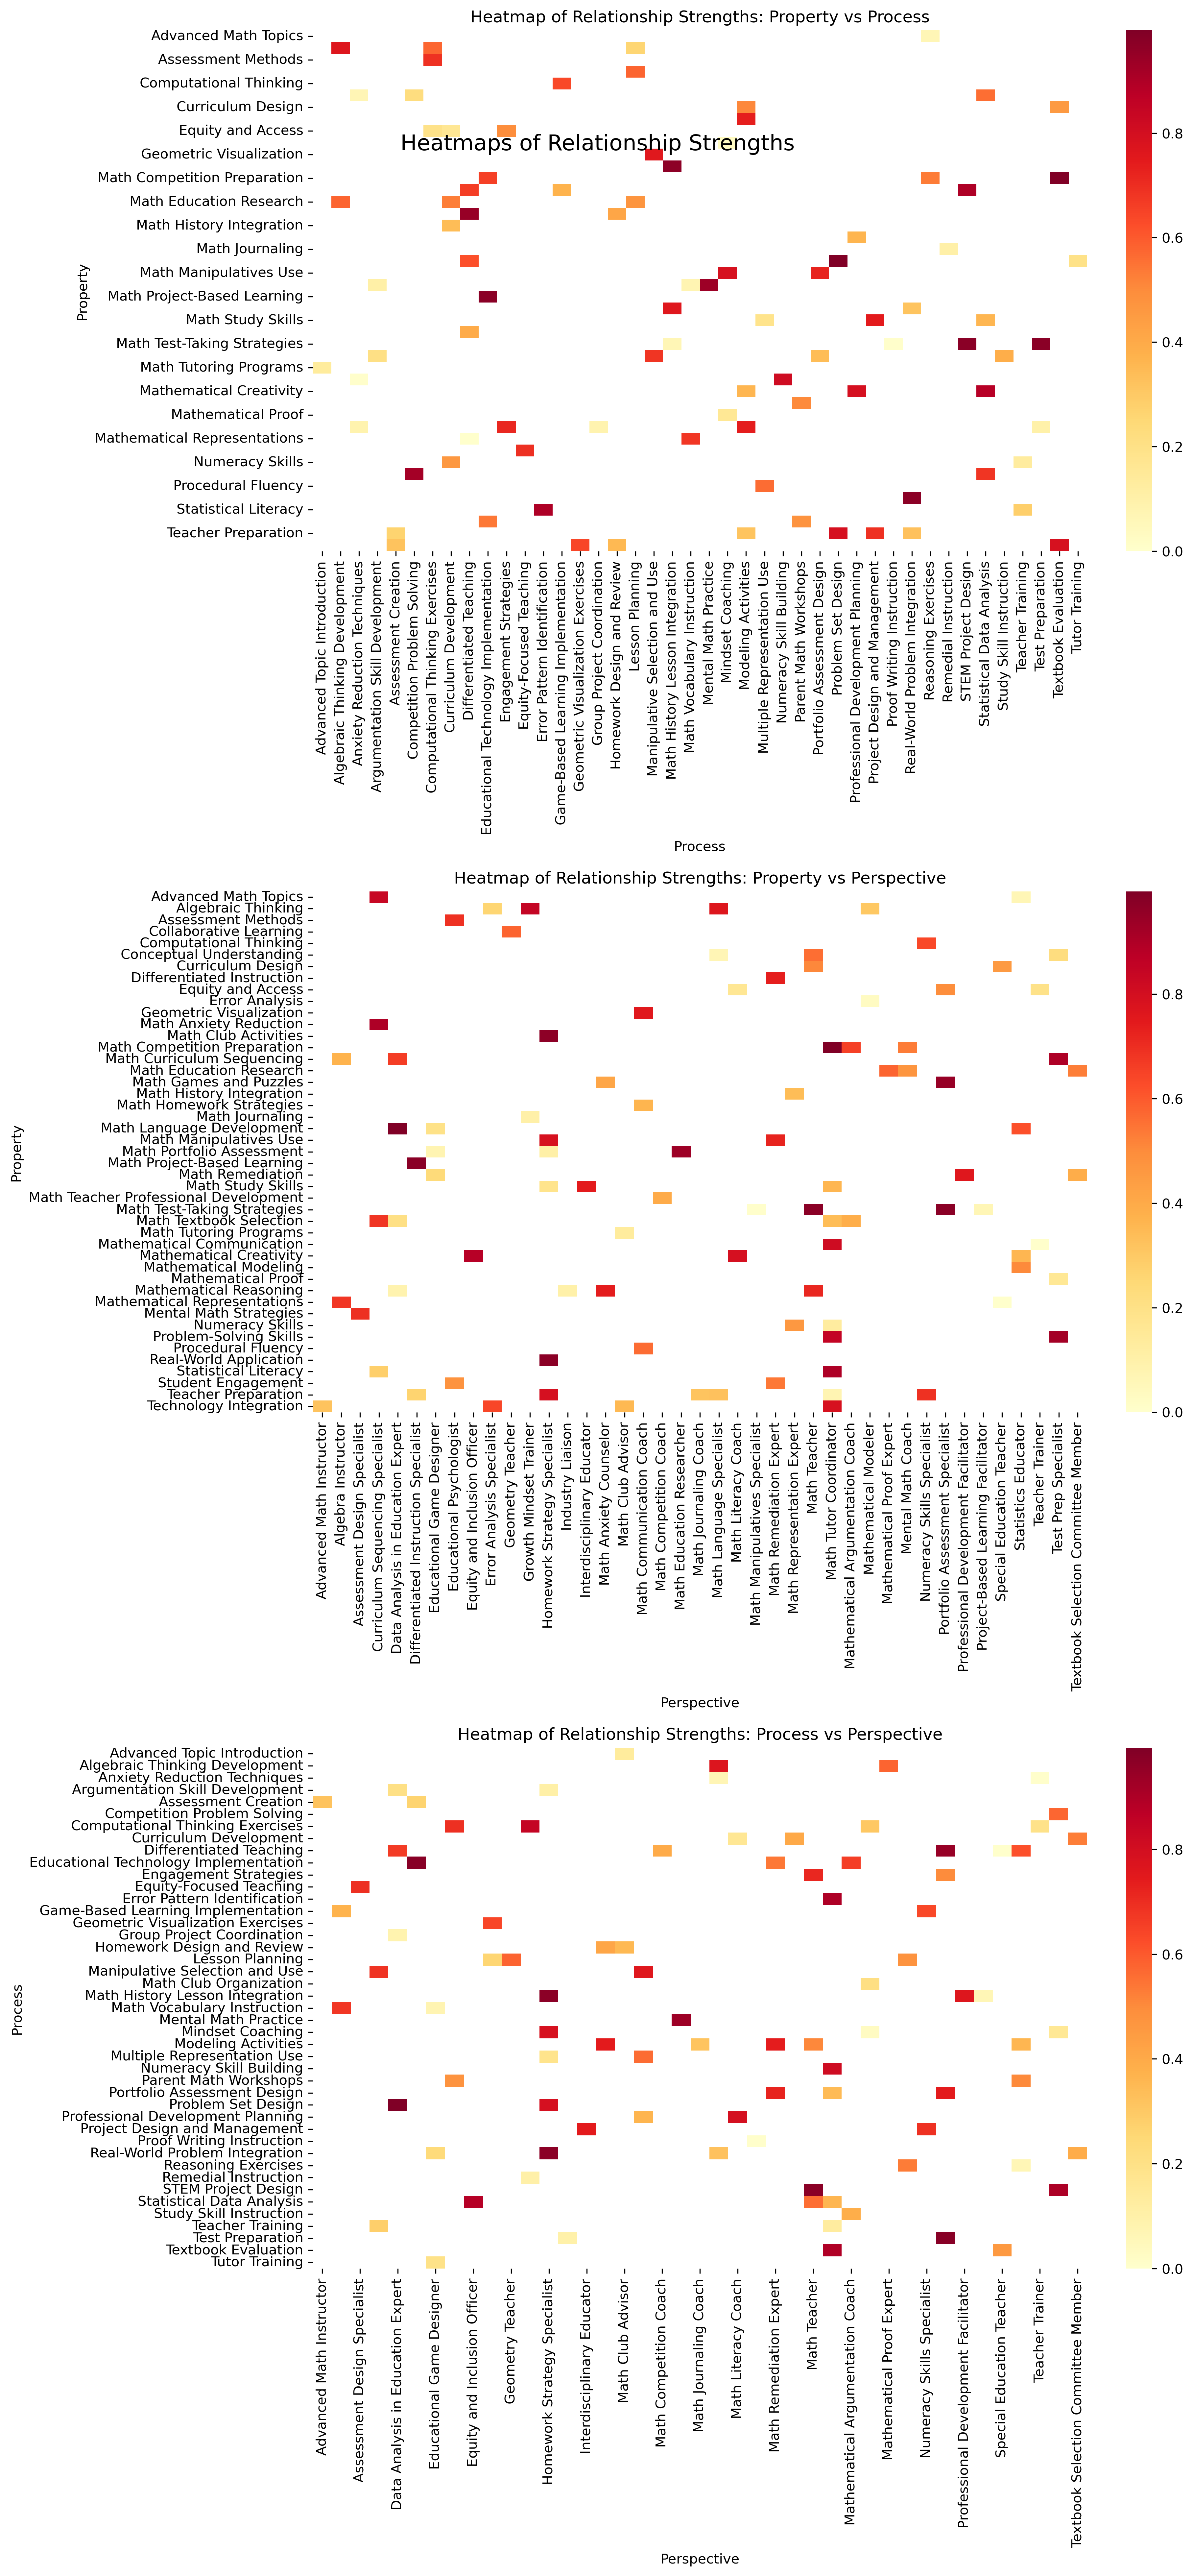 Heatmap of Relationship Strengths: Property vs Process
Advanced Math Topics
Assessment Methods
Computational Thinking
Curriculum Design
Equity and Access
Heatmaps of Relationship Strengths
Geometric Visualization
Math Competition Preparation
Math Education Research
Math History Integration
Math Journaling
Math Manipulatives Use
Math Project-Based Learning
Math Study Skills
Math Test-Taking Strategies
Math Tutoring Programs
Mathematical Creativity
Mathematical Proof
Mathematical Representations
Numeracy Skills
Procedural Fluency
Statistical Literacy
Teacher Preparation
Property
0.8
0.6
0.4
0.2
0.0
Advanced Topic Introduction
Algebraic Thinking Development
Anxiety Reduction Techniques
Argumentation Skill Development
Assessment Creation
Competition Problem Solving
Computational Thinking Exercises
Curriculum Development
Differentiated Teaching
Educational Technology Implementation
Engagement Strategies
Equity-Focused Teaching
Error Pattern Identification
Game-Based Learning Implementation
Geometric Visualization Exercises
Group Project Coordination
Homework Design and Review
Lesson Planning
Manipulative Selection and Use
Math History Lesson Integration
Math Vocabulary Instruction
Mental Math Practice
Mindset Coaching
Modeling Activities
Multiple Representation Use
Numeracy Skill Building
Parent Math Workshops
Portfolio Assessment Design
Problem Set Design
Professional Development Planning
Project Design and Management
Proof Writing Instruction
Real-World Problem Integration
Reasoning Exercises
Remedial Instruction
STEM Project Design
Statistical Data Analysis
Study Skill Instruction
Teacher Training
Test Preparation
Textbook Evaluation
Tutor Training
Process
Heatmap of Relationship Strengths: Property vs Perspective
Advanced Math Topics
Algebraic Thinking
Assessment Methods
Collaborative Learning
Computational Thinking
Conceptual Understanding
Curriculum Design
Differentiated Instruction
Equity and Access
Error Analysis
Geometric Visualization
Math Anxiety Reduction
Math Club Activities
Math Competition Preparation
Math Curriculum Sequencing
Math Education Research
Math Games and Puzzles
Math History Integration
Math Homework Strategies
Math Journaling
Math Language Development
Math Manipulatives Use
Math Portfolio Assessment
Math Project-Based Learning
Math Remediation
Math Study Skills
Math Teacher Professional Development
Math Test-Taking Strategies
Math Textbook Selection
Math Tutoring Programs
Mathematical Communication
Mathematical Creativity
Mathematical Modeling
Mathematical Proof
Mathematical Reasoning
Mathematical Representations
Mental Math Strategies
Numeracy Skills
Problem-Solving Skills
Procedural Fluency
Real-World Application
Statistical Literacy
Student Engagement
Teacher Preparation
Technology Integration
Property
0.8
0.6
0.4
0.2
0.0
Advanced Math Instructor
Algebra Instructor
Assessment Design Specialist
Curriculum Sequencing Specialist
Data Analysis in Education Expert
Differentiated Instruction Specialist
Educational Game Designer
Educational Psychologist
Equity and Inclusion Officer
Error Analysis Specialist
Geometry Teacher
Growth Mindset Trainer
Homework Strategy Specialist
Industry Liaison
Interdisciplinary Educator
Math Anxiety Counselor
Math Club Advisor
Math Communication Coach
Math Competition Coach
Math Education Researcher
Math Journaling Coach
Math Language Specialist
Math Literacy Coach
Math Manipulatives Specialist
Math Remediation Expert
Math Representation Expert
Math Teacher
Math Tutor Coordinator
Mathematical Argumentation Coach
Mathematical Modeler
Mathematical Proof Expert
Mental Math Coach
Numeracy Skills Specialist
Portfolio Assessment Specialist
Professional Development Facilitator
Project-Based Learning Facilitator
Special Education Teacher
Statistics Educator
Teacher Trainer
Test Prep Specialist
Textbook Selection Committee Member
Perspective
Heatmap of Relationship Strengths: Process vs Perspective
Advanced Topic Introduction
Algebraic Thinking Development
Anxiety Reduction Techniques
Argumentation Skill Development
Assessment Creation
Competition Problem Solving
Computational Thinking Exercises
Curriculum Development
Differentiated Teaching
Educational Technology Implementation
Engagement Strategies
Equity-Focused Teaching
Error Pattern Identification
Game-Based Learning Implementation
Geometric Visualization Exercises
Group Project Coordination
Homework Design and Review
Lesson Planning
Manipulative Selection and Use
Math Club Organization
Math History Lesson Integration
Math Vocabulary Instruction
Mental Math Practice
Mindset Coaching
Modeling Activities
Multiple Representation Use
Numeracy Skill Building
Parent Math Workshops
Portfolio Assessment Design
Problem Set Design
Professional Development Planning
Project Design and Management
Proof Writing Instruction
Real-World Problem Integration
Reasoning Exercises
Remedial Instruction
STEM Project Design
Statistical Data Analysis
Study Skill Instruction
Teacher Training
Test Preparation
Textbook Evaluation
Tutor Training
Process
0.8
0.6
0.4
0.2
0.0
Advanced Math Instructor
Assessment Design Specialist
Data Analysis in Education Expert
Educational Game Designer
Equity and Inclusion Officer
Geometry Teacher
Homework Strategy Specialist
Interdisciplinary Educator
Math Club Advisor
Math Competition Coach
Math Journaling Coach
Math Literacy Coach
Math Remediation Expert
Math Teacher
Mathematical Argumentation Coach
Mathematical Proof Expert
Numeracy Skills Specialist
Professional Development Facilitator
Special Education Teacher
Teacher Trainer
Textbook Selection Committee Member
Perspective